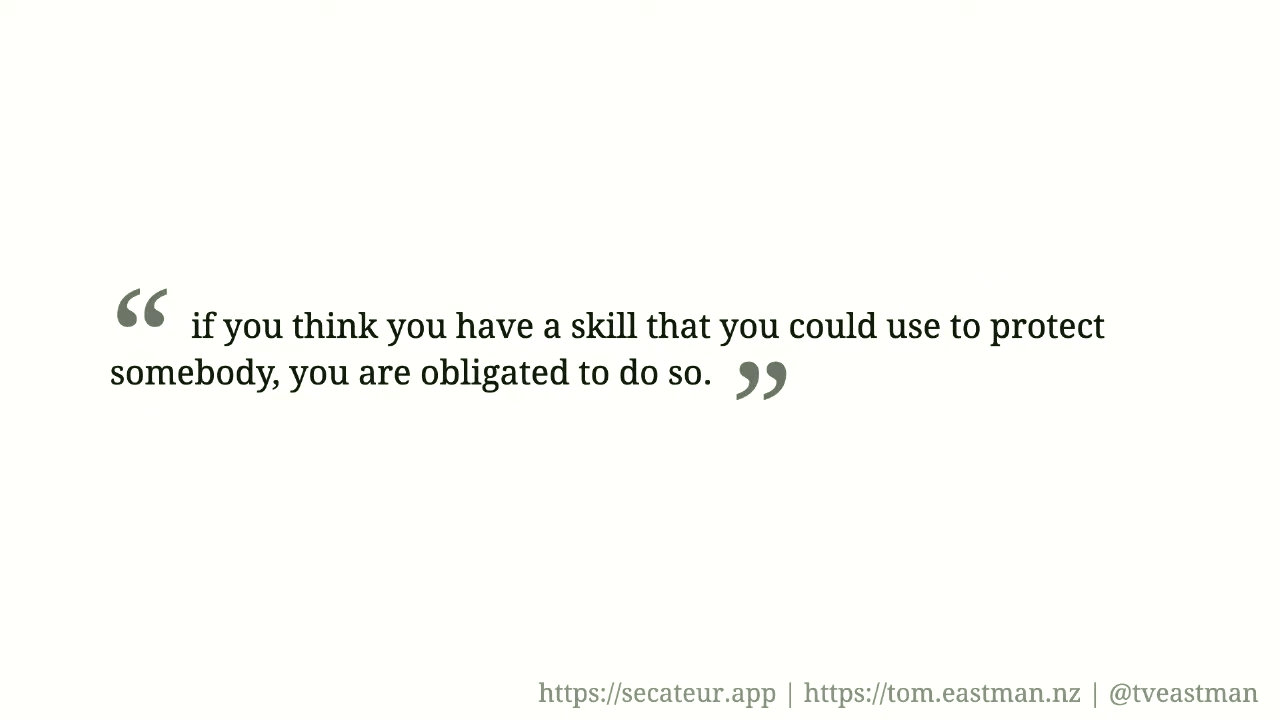 “ if you think you have a skill that you could use to protect
somebody, you are obligated to do so. ”
https://secateur.app | https://tom.eastman.nz | @tveastman